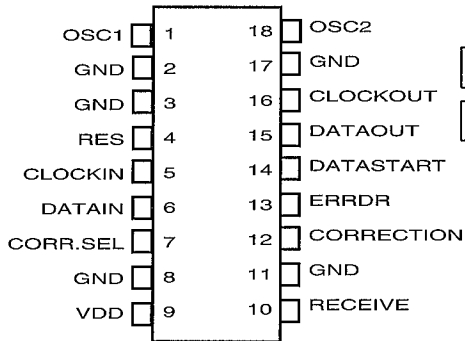 OSC1 1 18 OSC2
GND 2 17 GND
GND 3 16 CLOCKOUT
RES 4 15 DATAOUT
CLOCKIN 5 14 DATASTART
DATAIN 6 13 ERRDR
CORR.SEL 7 12 CORRECTION
GND 8 11 GND
VDD 9 10 RECEIVE